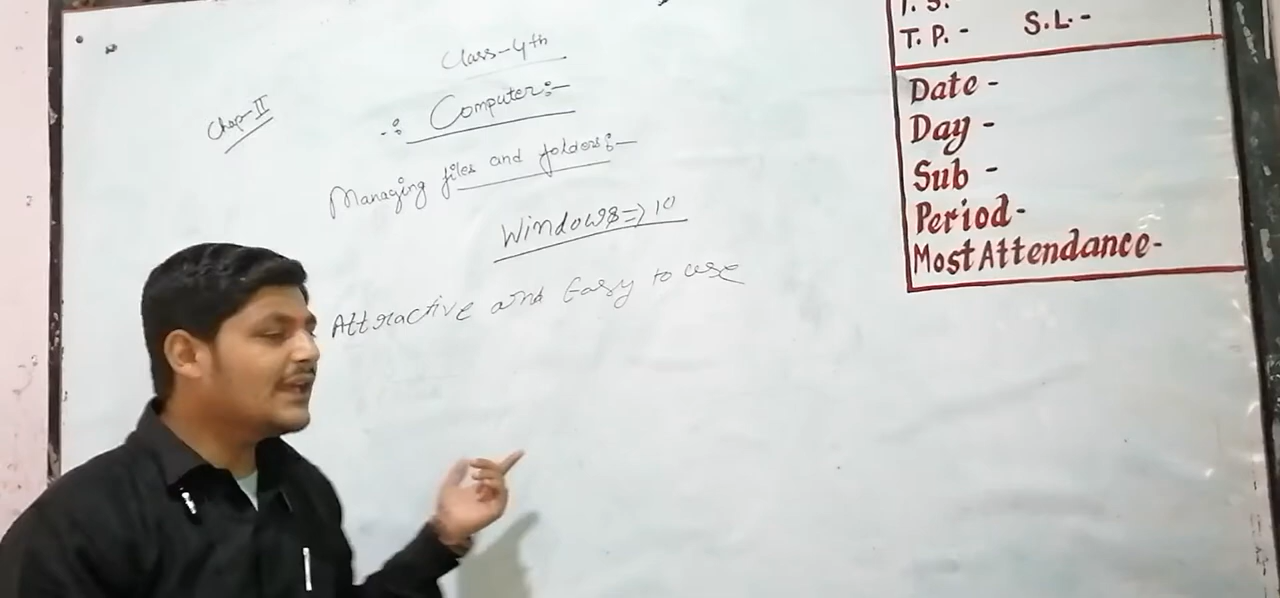 Class-4th
Chap-II
-: Computer:-
Managing files and folders:-
Windows=>10
Attractive and Easy to use
T. S.-
T. P. - S.L.-
Date -
Day -
Sub -
Period-
Most Attendance-